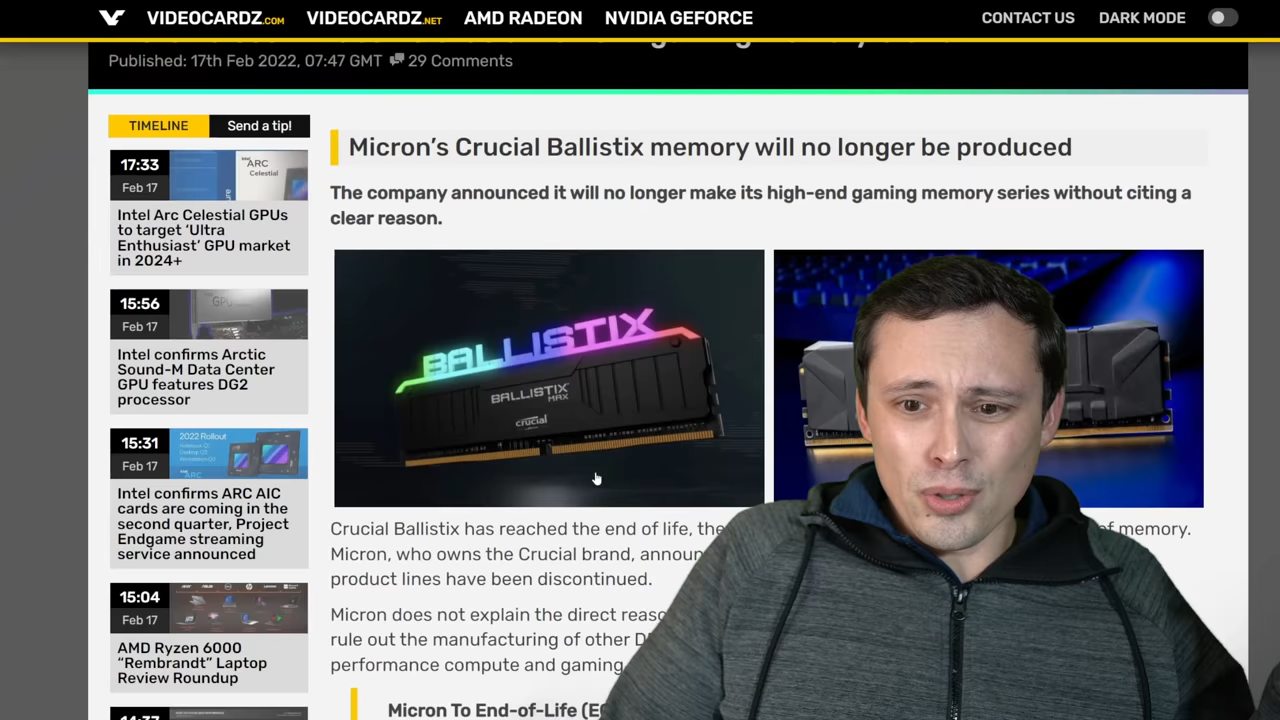 VIDEOCARDZ.COM VIDEOCARDZ.NET AMD RADEON NVIDIA GEFORCE CONTACT US DARK MODE
Published: 17th Feb 2022, 07:47 GMT 29 Comments
TIMELINE Send a tip!
17:33
Feb 17
Intel Arc Celestial GPUs
to target ‘Ultra
Enthusiast’ GPU market
in 2024+
15:56
Feb 17
Intel confirms Arctic
Sound-M Data Center
GPU features DG2
processor
15:31
Feb 17
Intel confirms ARC AIC
cards are coming in the
second quarter, Project
Endgame streaming
service announced
15:04
Feb 17
AMD Ryzen 6000
“Rembrandt” Laptop
Review Roundup
Micron’s Crucial Ballistix memory will no longer be produced
The company announced it will no longer make its high-end gaming memory series without citing a
clear reason.
BALLISTIX
BALLISTIX
MAX
crucial
Crucial Ballistix has reached the end of life, the of memory.
Micron, who owns the Crucial brand,
product lines have been discontinued.
Micron does not explain the direct
rule out the manufacturing of other
performance compute and gaming
Micron To End-of-Life